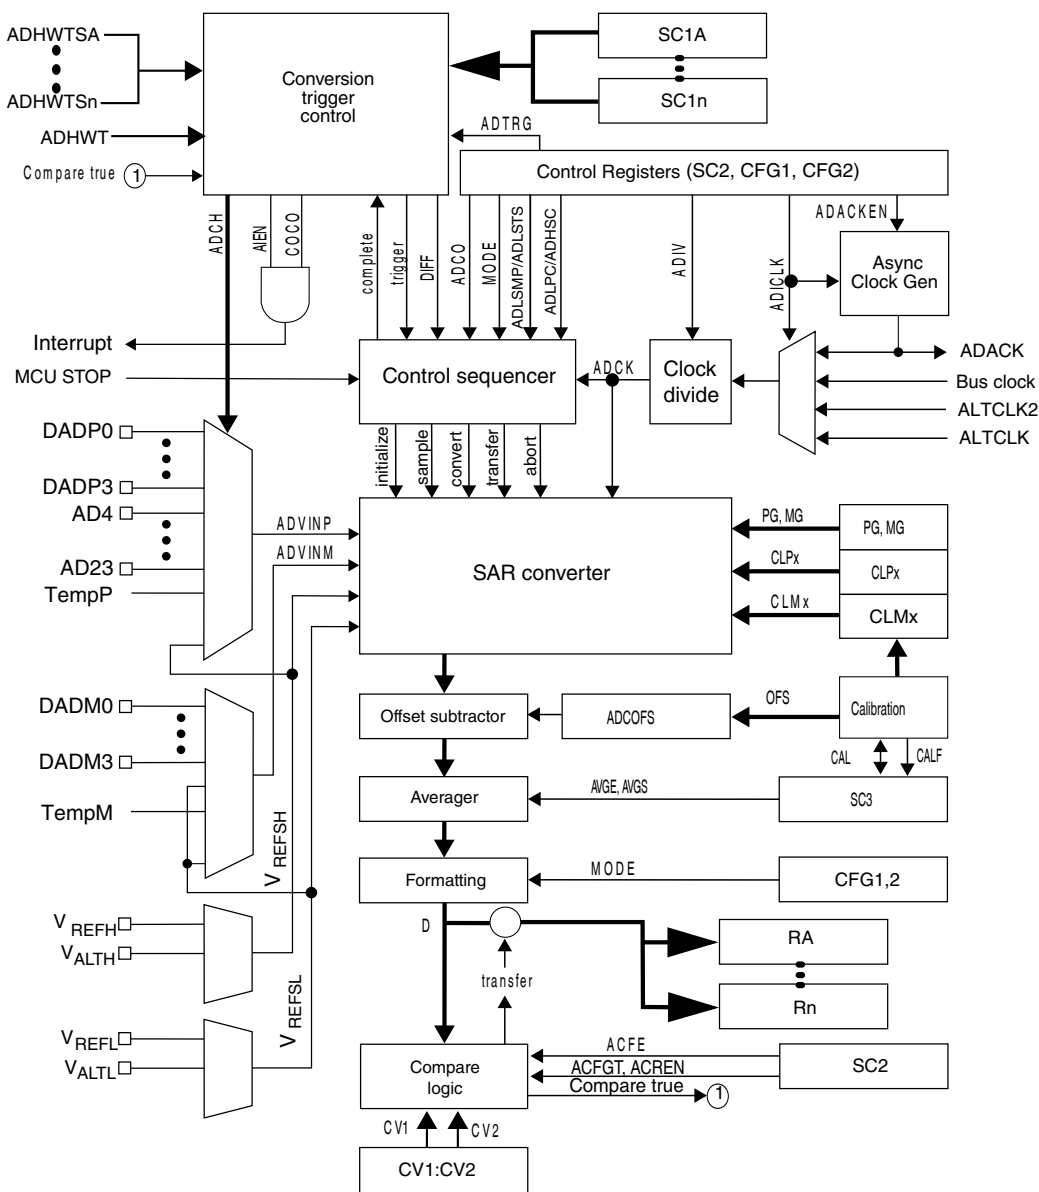 ADHWTSA
ADHWTSn
ADHWT
Compare true 1
Conversion
trigger
control
SC1A
SC1n
ADTRG
Control Registers (SC2, CFG1, CFG2)
ADCH
AIEN
COCO
complete
trigger
DIFF
ADCO
MODE
ADLSMP/ADLSTS
ADLPC/ADHSC
ADIV
ADICLK
ADACKEN
Async
Clock Gen
Interrupt
MCU STOP
Control sequencer
ADCK
Clock
divide
ADACK
Bus clock
ALTCLK2
ALTCLK
initialize
sample
convert
transfer
abort
DADP0
DADP3
AD4
AD23
TempP
ADVINP
ADVINM
SAR converter
PG, MG
PG, MG
CLPx
CLPx
CLMx
CLMx
DADM0
DADM3
TempM
Offset subtractor
ADCOFS
OFS
Calibration
CAL
CALF
Averager
AVGE, AVGS
SC3
Formatting
MODE
CFG1,2
VREFSH
VREFSL
VREFH
VALTH
VREFL
VALTL
D
transfer
RA
Rn
Compare
logic
ACFE
ACFGT, ACREN
Compare true
1
SC2
CV1
CV2
CV1:CV2